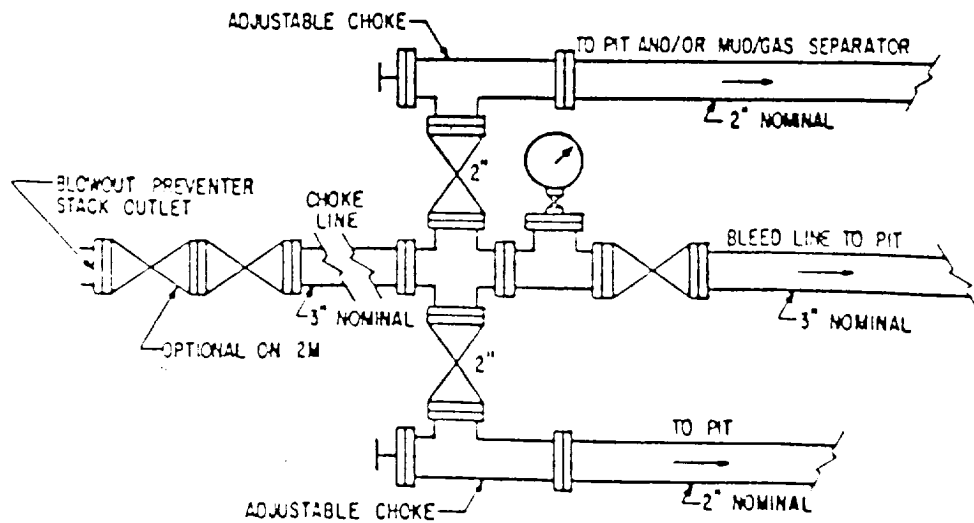 ADJUSTABLE CHOKE
TO PIT AND/OR MUD/GAS SEPARATOR
2" NOMINAL
2"
BLOWOUT PREVENTER
STACK OUTLET
CHOKE
LINE
BLEED LINE TO PIT
3" NOMINAL
3" NOMINAL
OPTIONAL ON 2M
2"
TO PIT
2" NOMINAL
ADJUSTABLE CHOKE